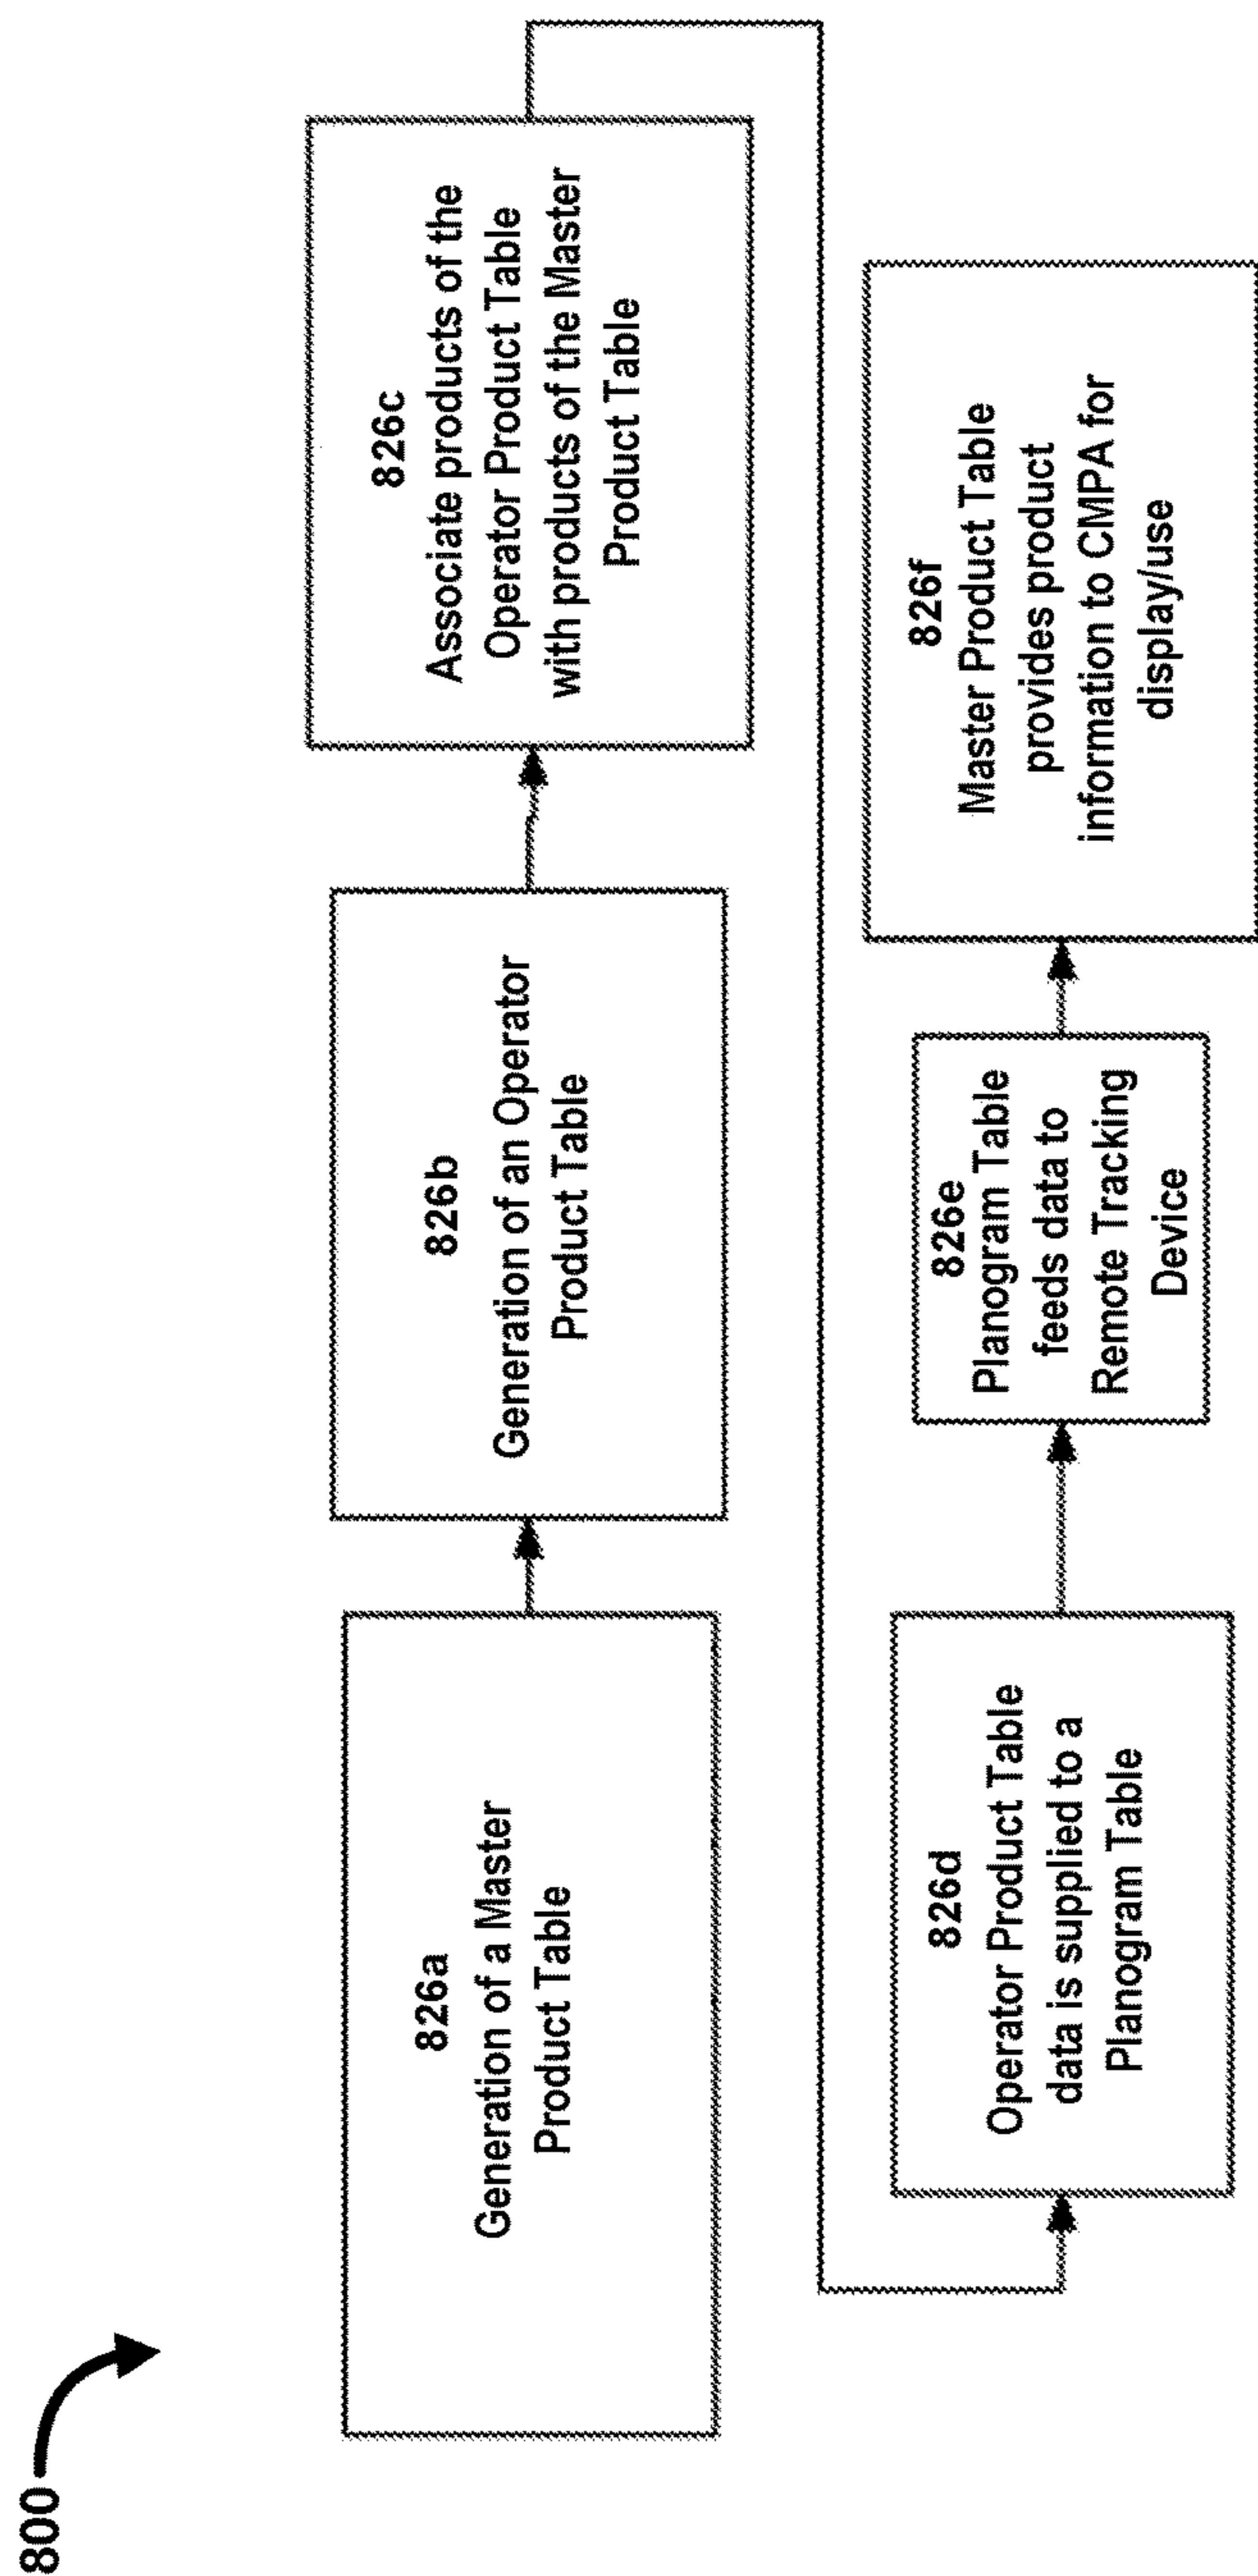 800
826a
Generation of a Master
Product Table
826b
Generation of an Operator
Product Table
826c
Associate products of the
Operator Product Table
with products of the Master
Product Table
826d
Operator Product Table
data is supplied to a
Planogram Table
826e
Planogram Table
feeds data to
Remote Tracking
Device
826f
Master Product Table
provides product
information to CMPA for
display/use